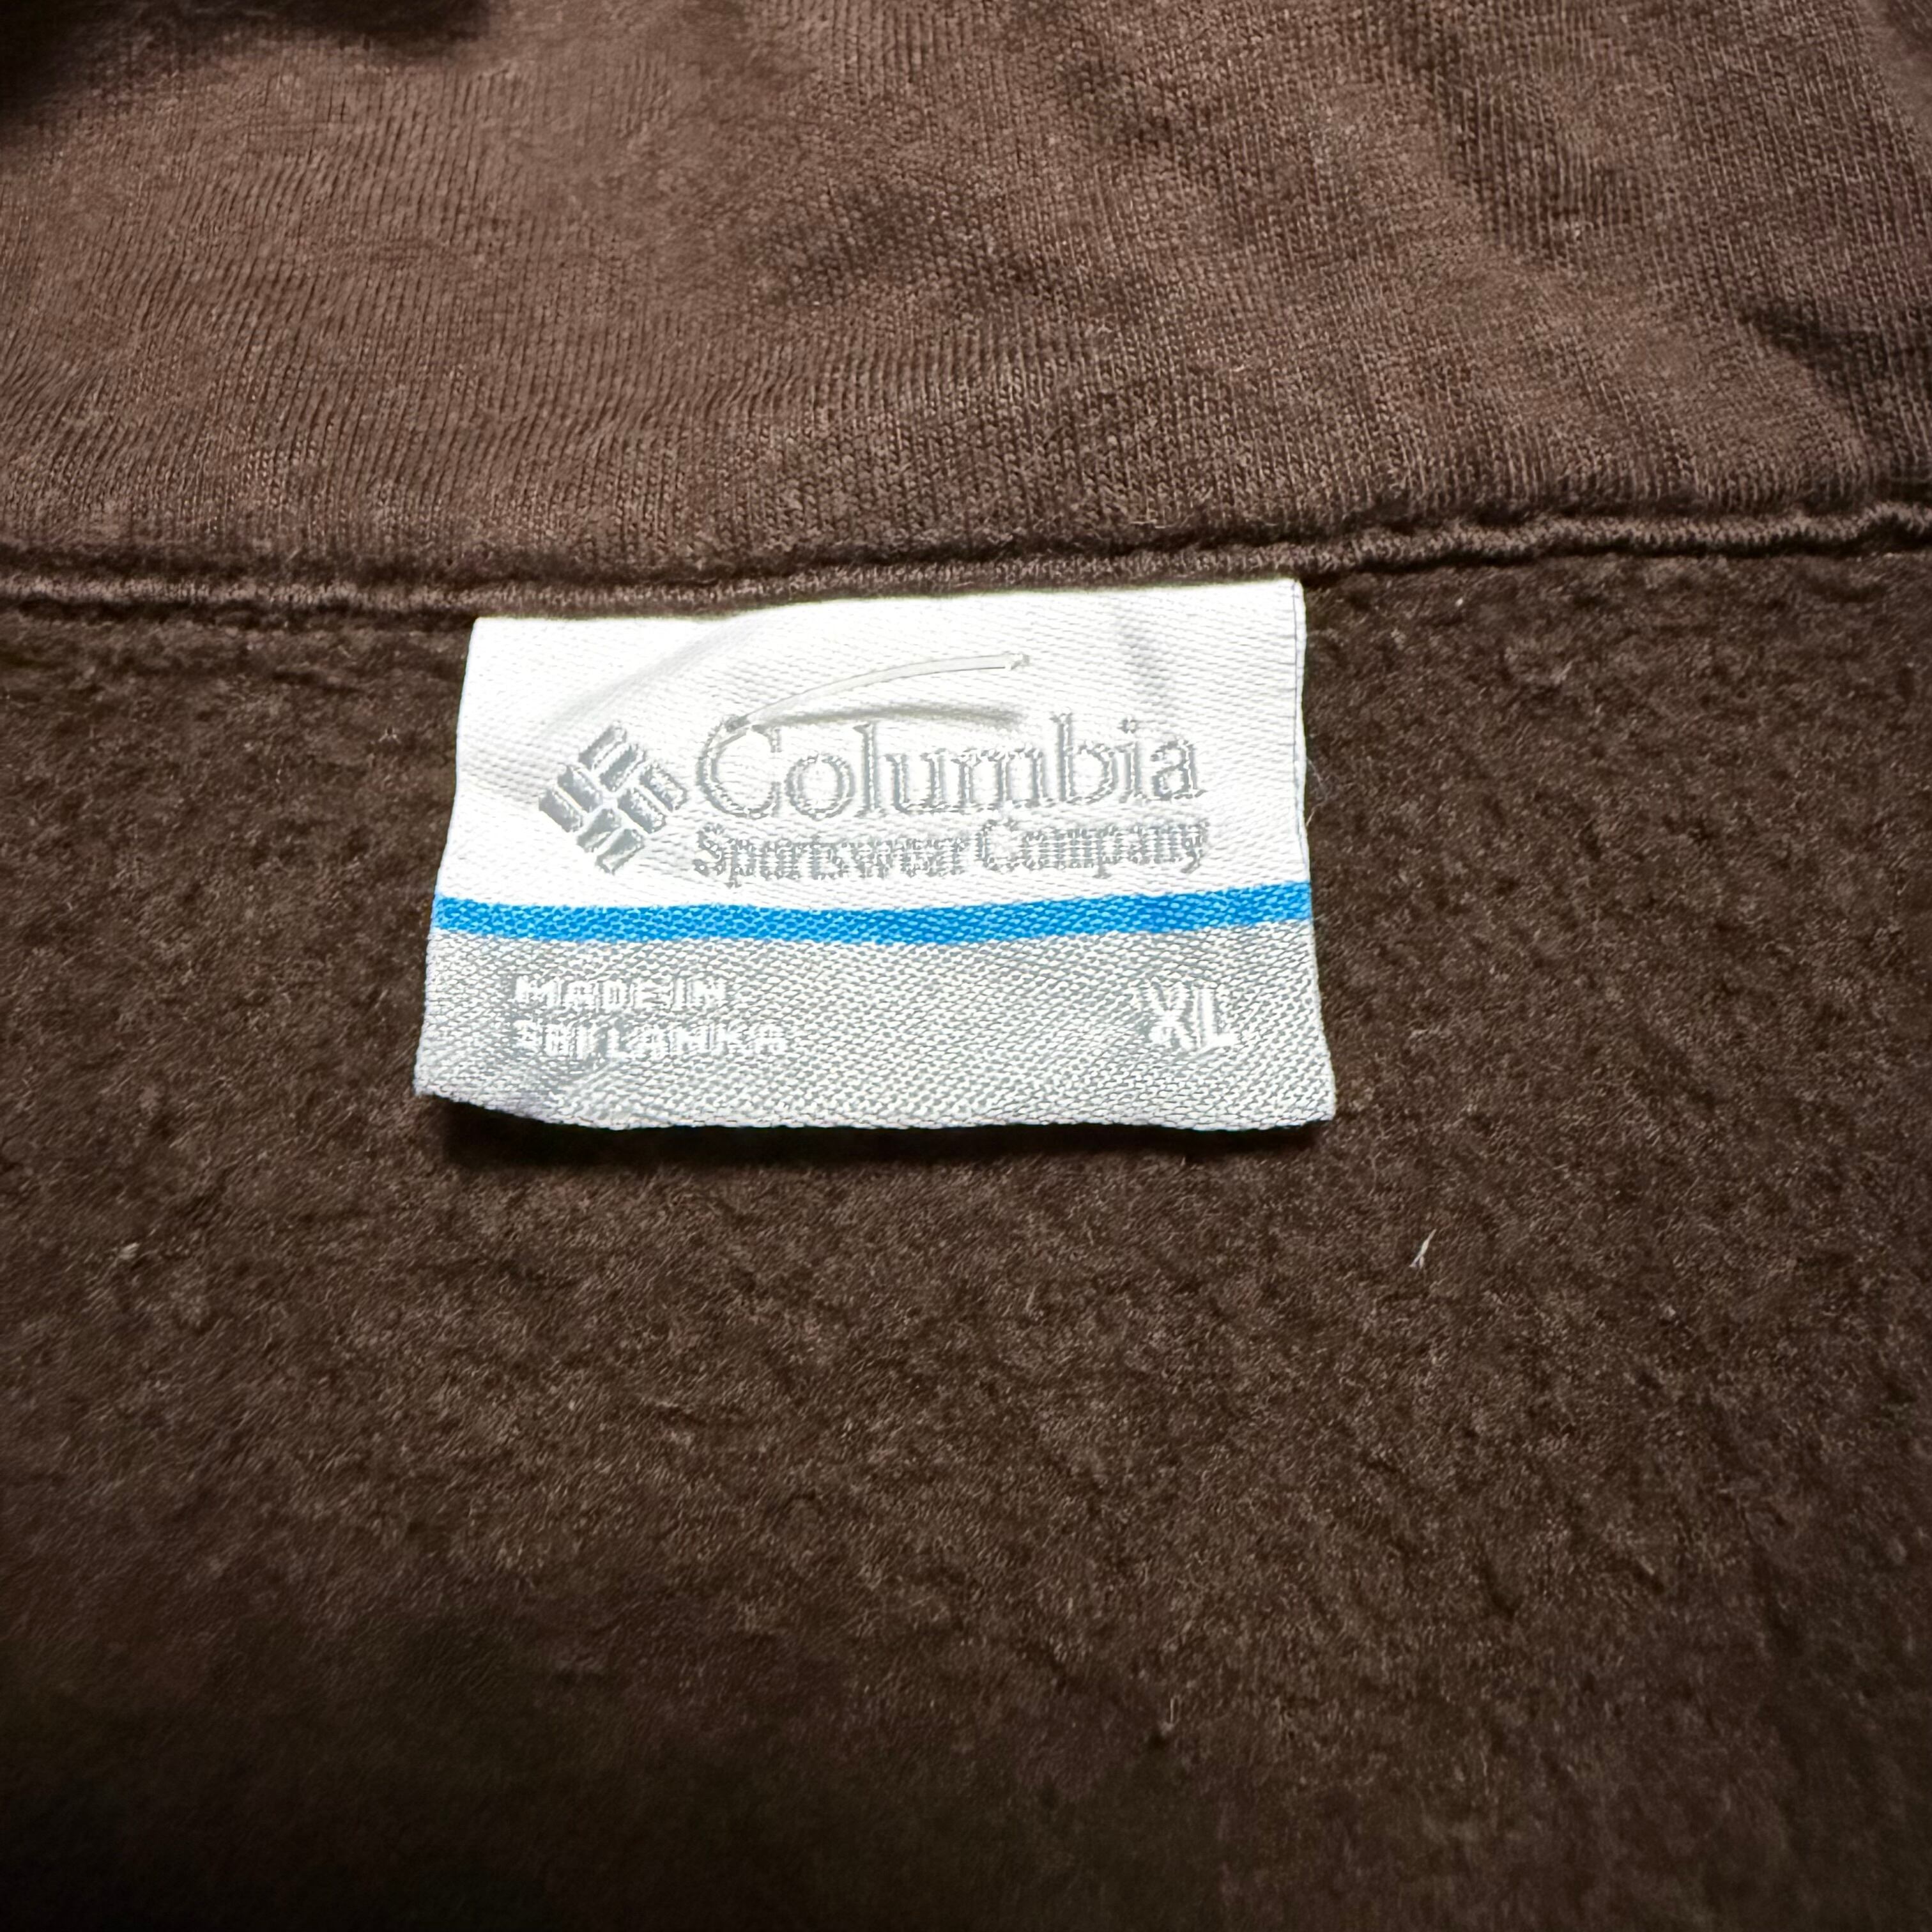 Columbia
Sportswear Company
MADE IN
SRI LANKA
XL